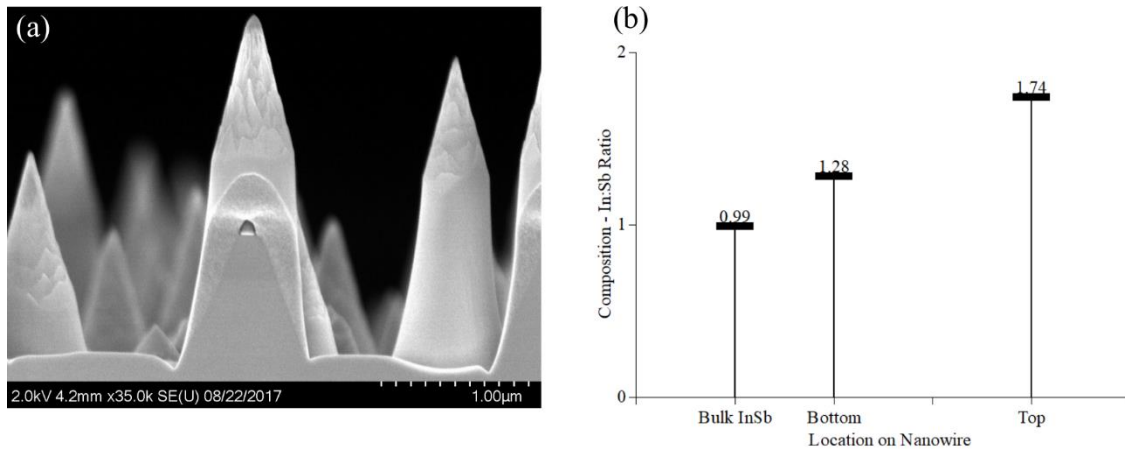 (a)
2.0kV 4.2mm x35.0k SE(U) 08/22/2017
1.00μm
(b)
2
1.74
1.28
0.99
1
0
Composition - In:Sb Ratio
Bulk InSb
Bottom
Top
Location on Nanowire